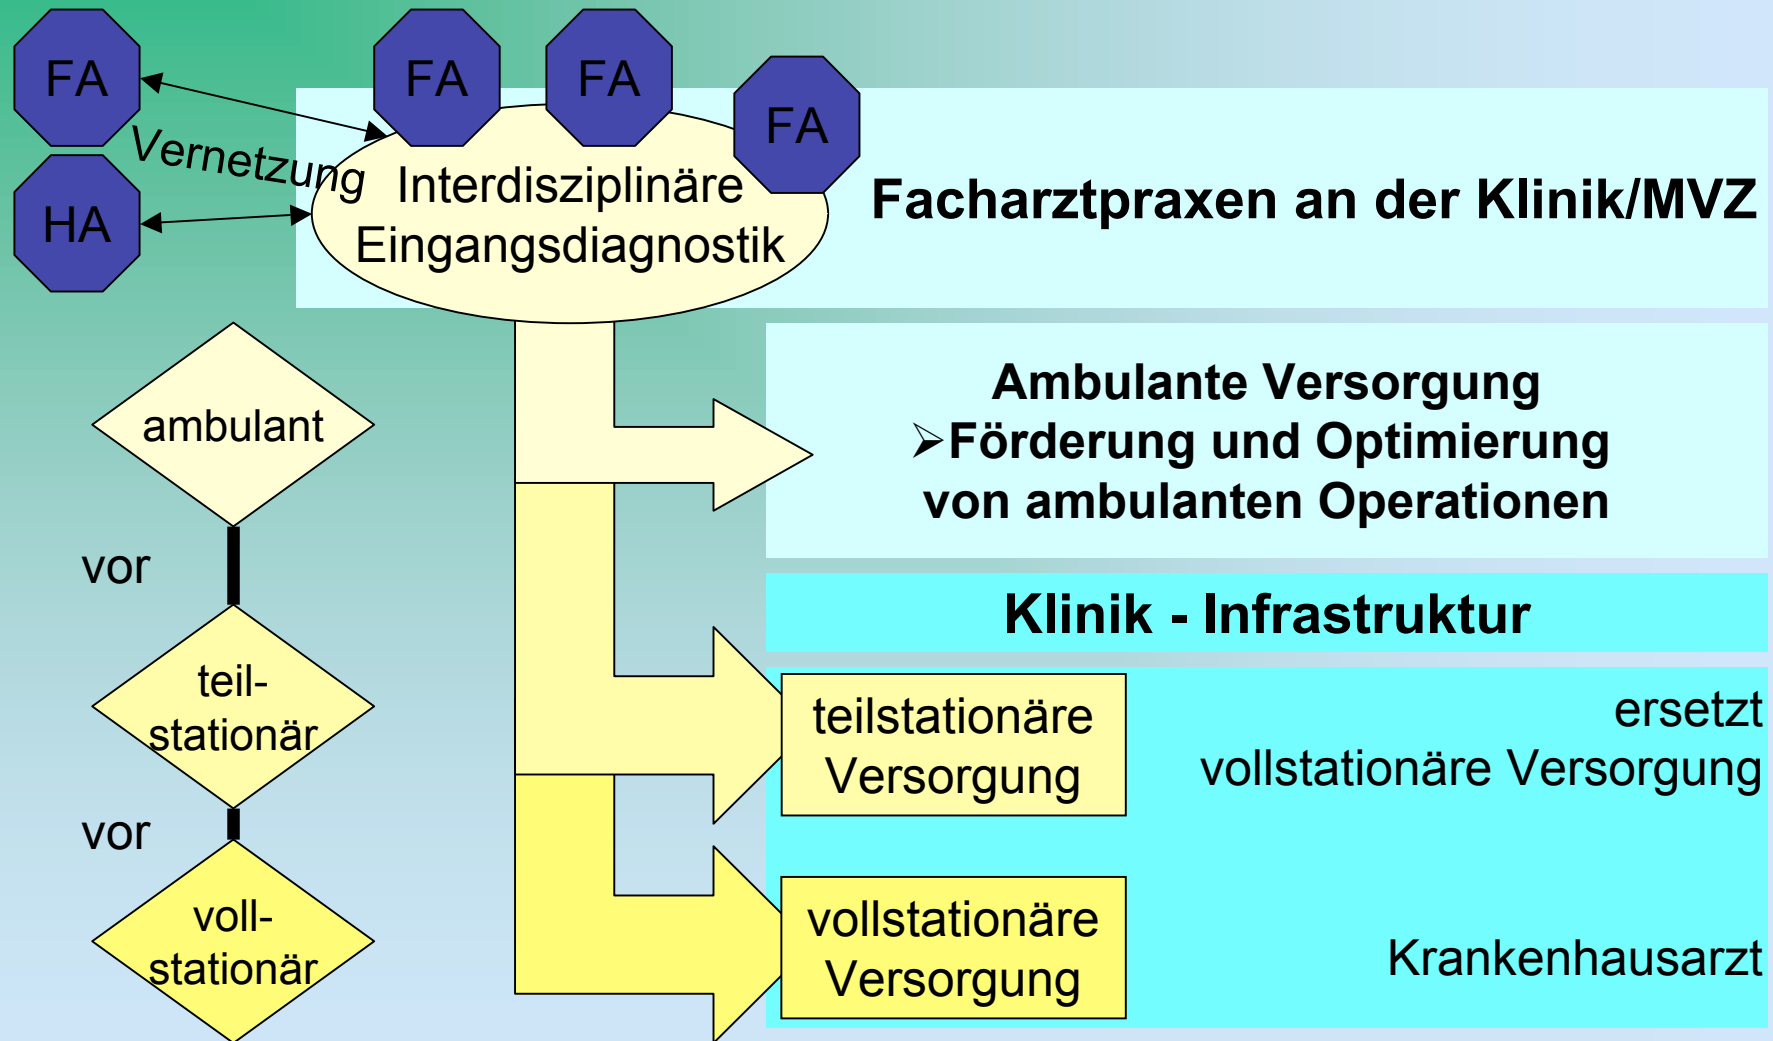 FA
FA
FA
FA
Vernetzung
HA
Interdisziplinäre
Eingangsdiagnostik
Facharztpraxen an der Klinik/MVZ
ambulant
vor
teil-
stationär
vor
voll-
stationär
Ambulante Versorgung
➢Förderung und Optimierung
von ambulanten Operationen
Klinik - Infrastruktur
teilstationäre
Versorgung
ersetzt
vollstationäre Versorgung
vollstationäre
Versorgung
Krankenhausarzt